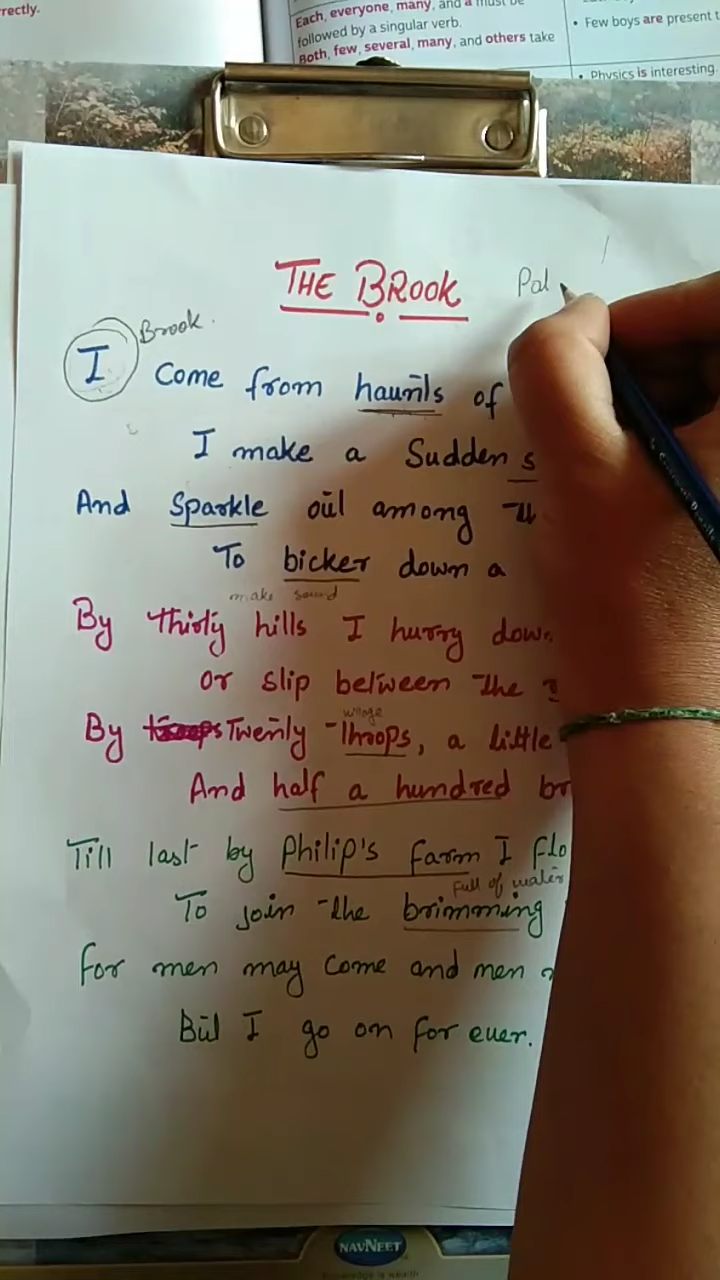 rectly.
Each, everyone, many, and a must be
followed by a singular verb.
Both, few, several, many, and others take
• Few boys are present t
• Physics is interesting.
THE BROOK
Pal
Brook.
I Come from haunts of
I make a Sudden s
And Sparkle out among
To bicker down a
make sound
By thirty hills I hurry down
or slip between the
By Twenty
throops, a little
And half a hundred br
Till last by Philip's farm I flo
full of water
To join the brimming
for men may come and men
But I go on for ever.
NAVNEET